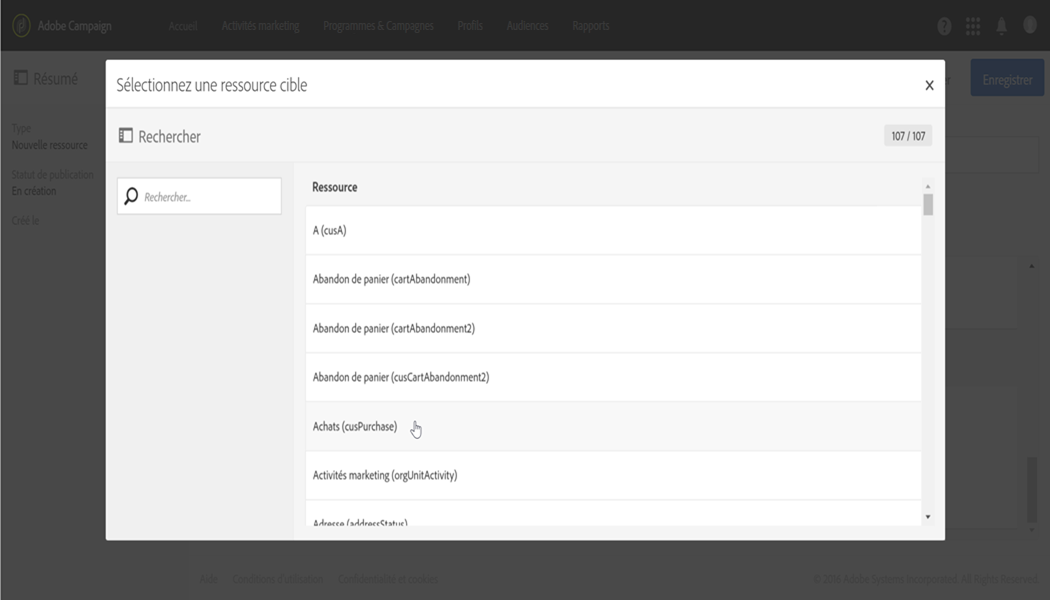 Adobe Campaign
Accueil
Activités marketing
Programmes & Campagnes
Profils
Audiences
Rapports
Résumé
Enregistrer
Type
Nouvelle ressource
Statut de publication
En création
Créé le
Sélectionnez une ressource cible
X
Rechercher
107 / 107
Rechercher...
Ressource
A (cusA)
Abandon de panier (cartAbandonment)
Abandon de panier (cartAbandonment2)
Abandon de panier (cusCartAbandonment2)
Achats (cusPurchase)
Activités marketing (orgUnitActivity)
Adresse (addressStatus)
Aide
Conditions d'utilisation
Confidentialité et cookies
© 2016 Adobe Systems Incorporated. All Rights Reserved.